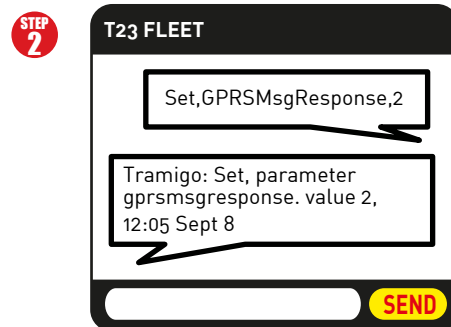 STEP
2
T23 FLEET
Set,GPRSMsgResponse,2
Tramigo: Set, parameter
gprsmsgresponse. value 2,
12:05 Sept 8
SEND